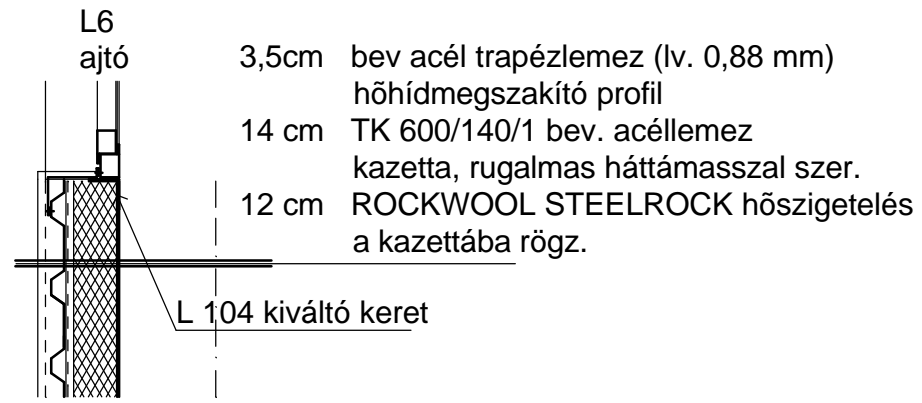 L6
ajtó
3,5cm bev acél trapézlemez (lv. 0,88 mm)
hõhídmegszakító profil
14 cm TK 600/140/1 bev. acéllemez
kazetta, rugalmas háttámasszal szer.
12 cm ROCKWOOL STEELROCK hõszigetelés
a kazettába rögz.
L 104 kiváltó keret